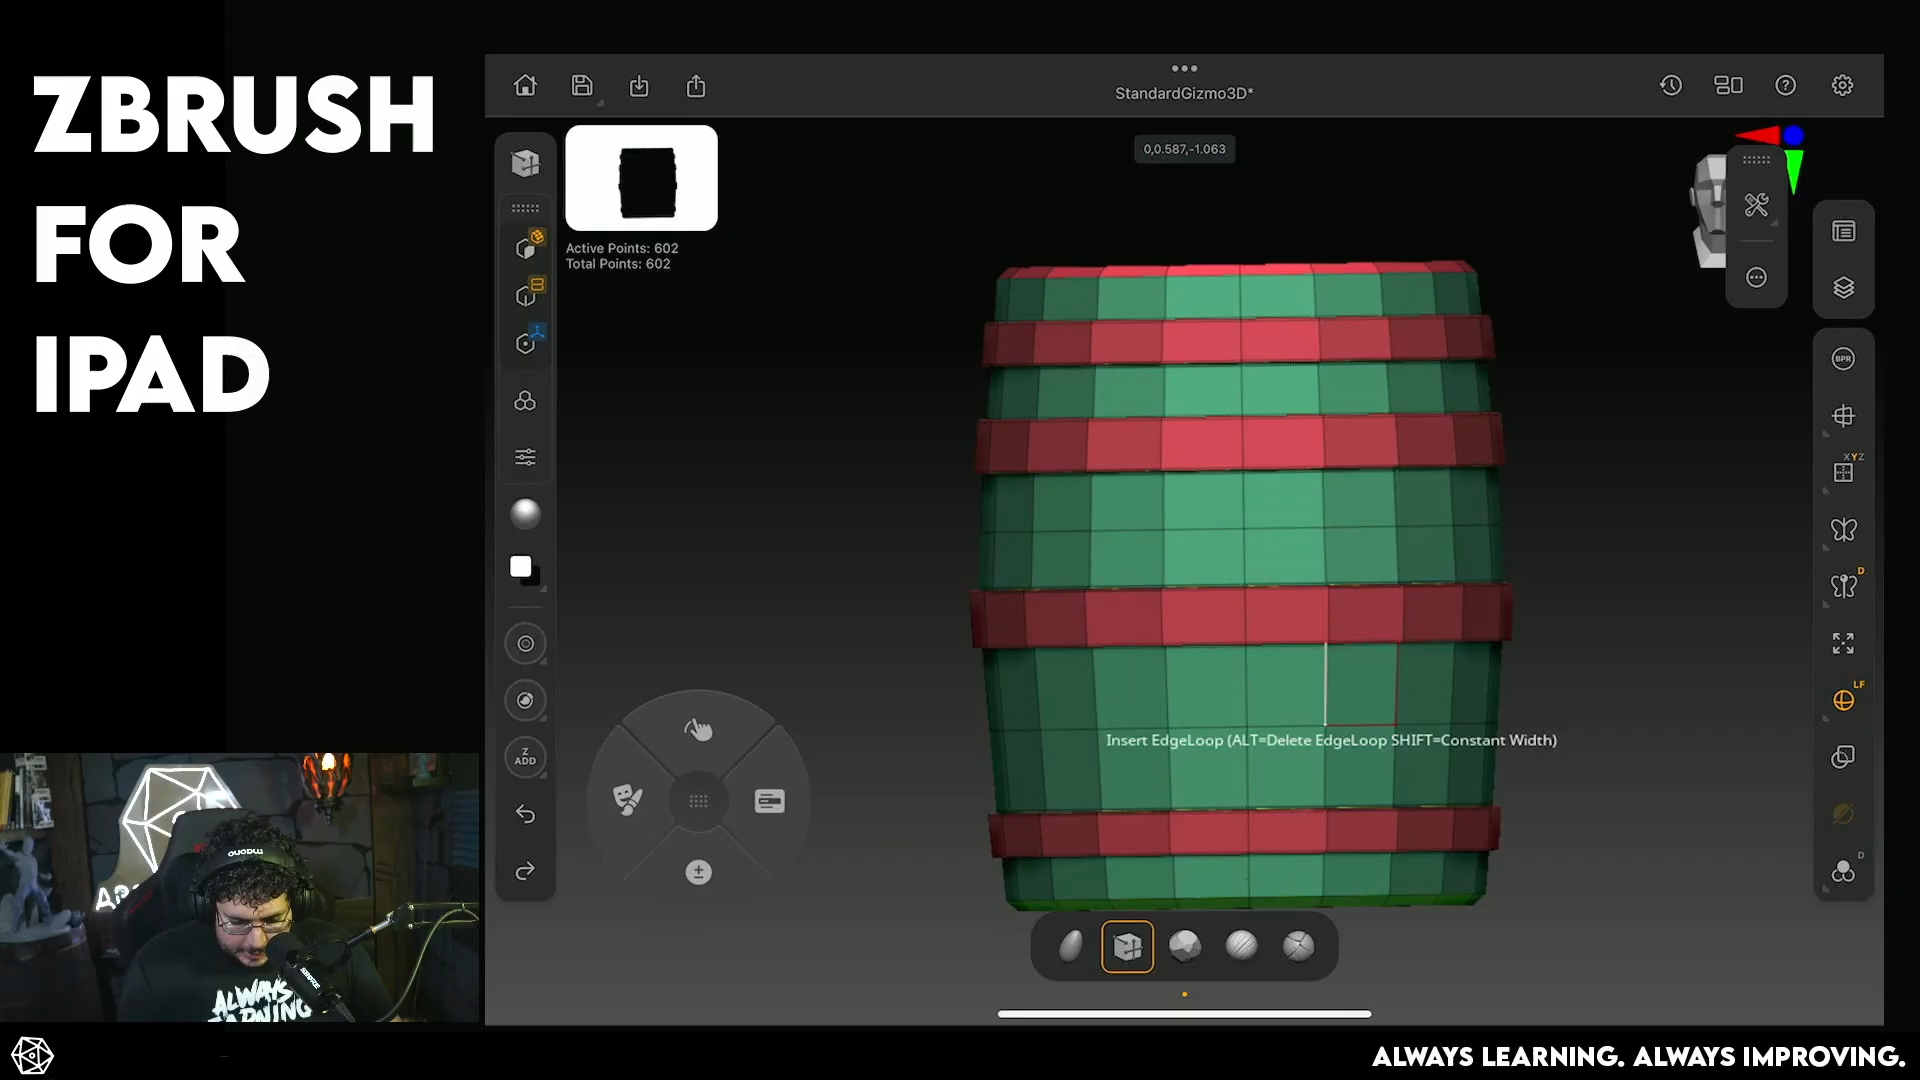 ZBRUSH
FOR
IPAD
StandardGizmo3D*
0,0.587,-1.063
Active Points: 602
Total Points: 602
BPR
XYZ
D
LF
Z
ADD
D
Insert EdgeLoop (ALT=Delete EdgeLoop SHIFT=Constant Width)
ALWAYS
ALWAYS LEARNING. ALWAYS IMPROVING.